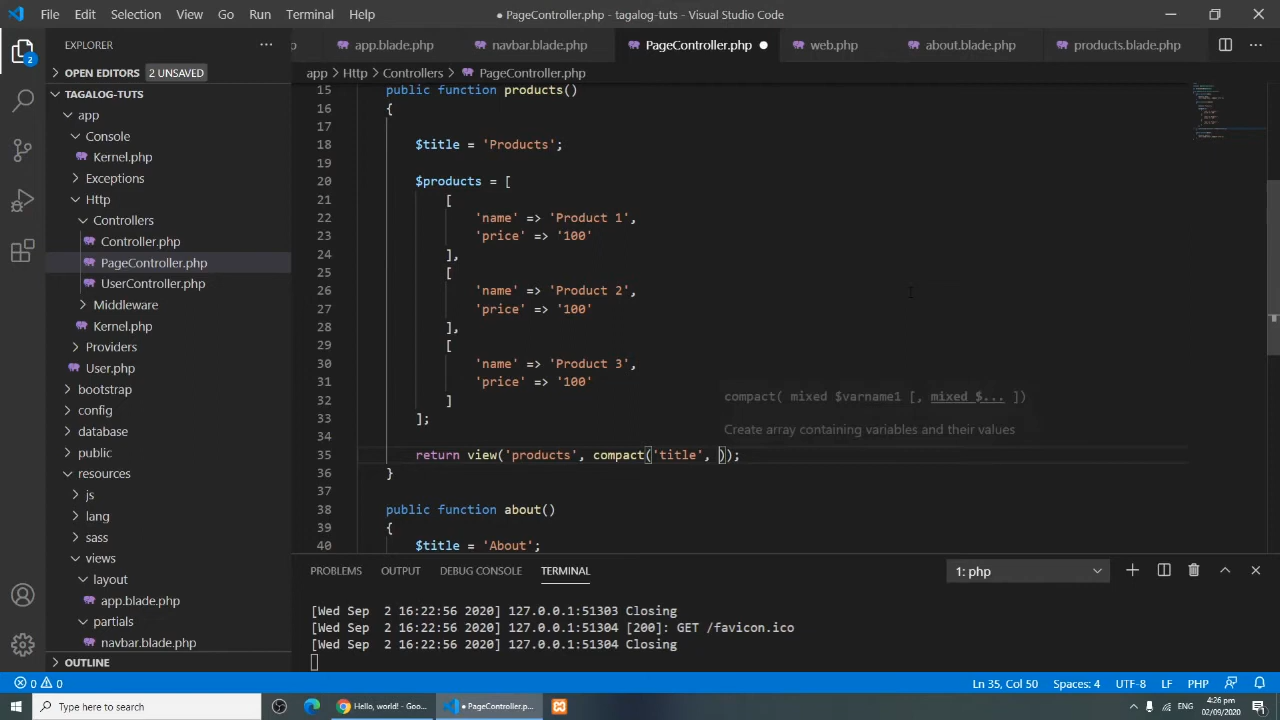 File Edit Selection View Go Run Terminal Help
● PageController.php - tagalog-tuts - Visual Studio Code
EXPLORER
app.blade.php navbar.blade.php PageController.php web.php about.blade.php products.blade.php
app > Http > Controllers > PageController.php
OPEN EDITORS 2 UNSAVED
TAGALOG-TUTS
app
Console
Kernel.php
Exceptions
Http
Controllers
Controller.php
PageController.php
UserController.php
Middleware
Kernel.php
Providers
User.php
bootstrap
config
database
public
resources
js
lang
sass
views
layout
app.blade.php
partials
navbar.blade.php
OUTLINE
2
15 public function products()
16 {
17
18 $title = 'Products';
19
20 $products = [
21 [
22 'name' => 'Product 1',
23 'price' => '100'
24 ],
25 [
26 'name' => 'Product 2',
27 'price' => '100'
28 ],
29 [
30 'name' => 'Product 3',
31 'price' => '100'
32 ]
33 ];
34
35 return view('products', compact('title', ));
36 }
37
38 public function about()
39 {
40 $title = 'About';
compact( mixed $varname1 [, mixed $... ])
Create array containing variables and their values
PROBLEMS OUTPUT DEBUG CONSOLE TERMINAL
1: php
[Wed Sep 2 16:22:56 2020] 127.0.0.1:51303 Closing
[Wed Sep 2 16:22:56 2020] 127.0.0.1:51304 [200]: GET /favicon.ico
[Wed Sep 2 16:22:56 2020] 127.0.0.1:51304 Closing
0 0
Ln 35, Col 50 Spaces: 4 UTF-8 LF PHP
Type here to search
Hello, world! - Goo...
● PageController.p...
ENG
4:26 pm
02/09/2020
1